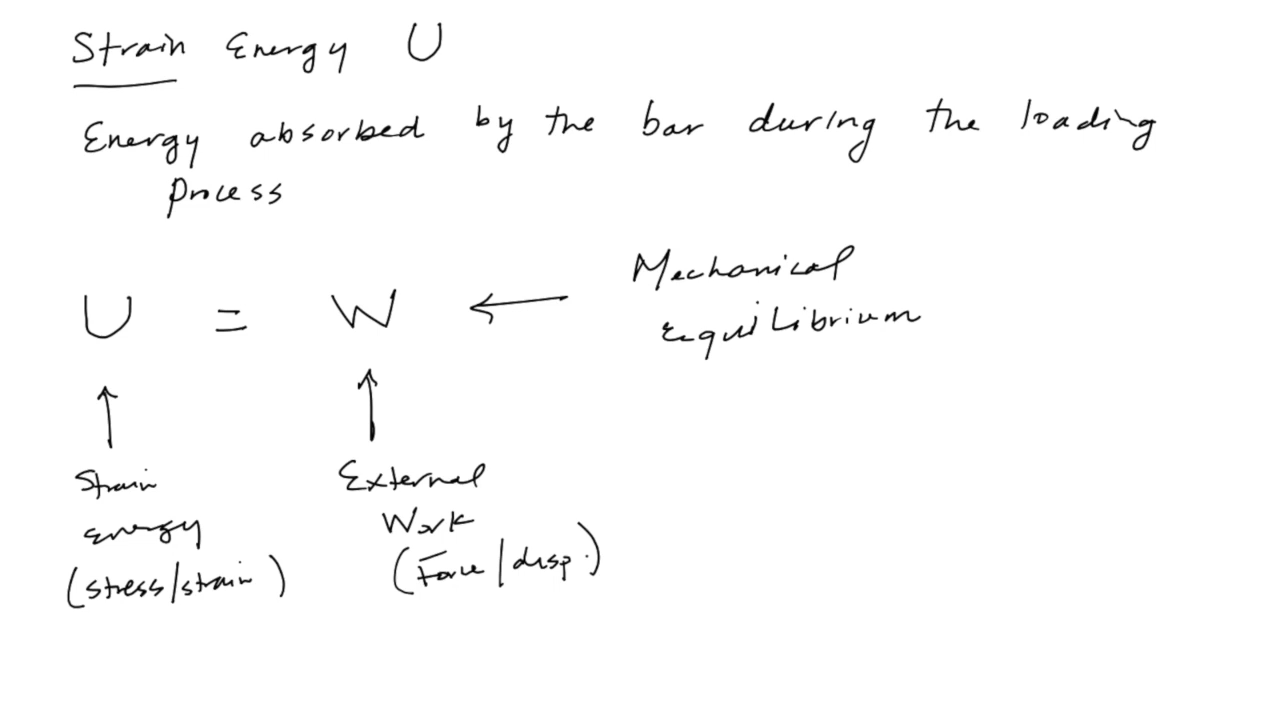 Strain Energy U
Energy absorbed by the bar during the loading
process
U = W ← Mechanical
Equilibrium
↑ ↑
Strain External
energy Work
(stress/strain) (Force/disp.)